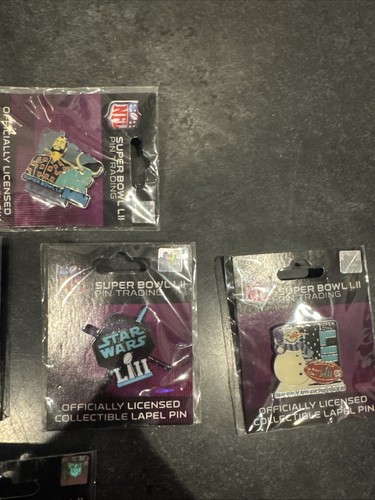 NFL
SUPER BOWL LII
PIN TRADING
OFFICIALLY LICENSED
SUPER BOWL LII
PIN TRADING
STAR
WARS
LII
OFFICIALLY LICENSED
COLLECTIBLE LAPEL PIN
SUPER BOWL LII
PIN TRADING
LII
OFFICIALLY LICENSED
COLLECTIBLE LAPEL PIN